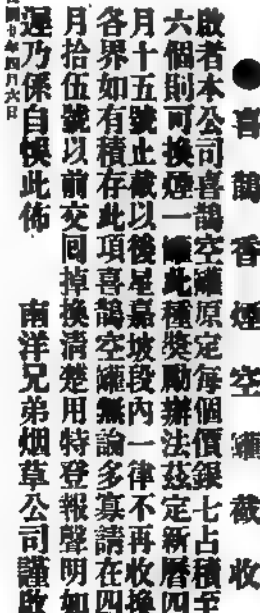 ●喜鵲香煙空罐截收
啟者本公司喜鵲空罐原定每個價銀七占積至
六個則可換煙一罐此種獎勵辦法茲定新曆四
月十五號止截以後星嘉坡段內一律不再收換
各界如有積存此項喜鵲空罐無論多寡請在四
月拾伍號以前交囘掉換清楚用特登報聲明如
遲乃係自悞此佈　南洋兄弟烟草公司謹啟
年四月六日